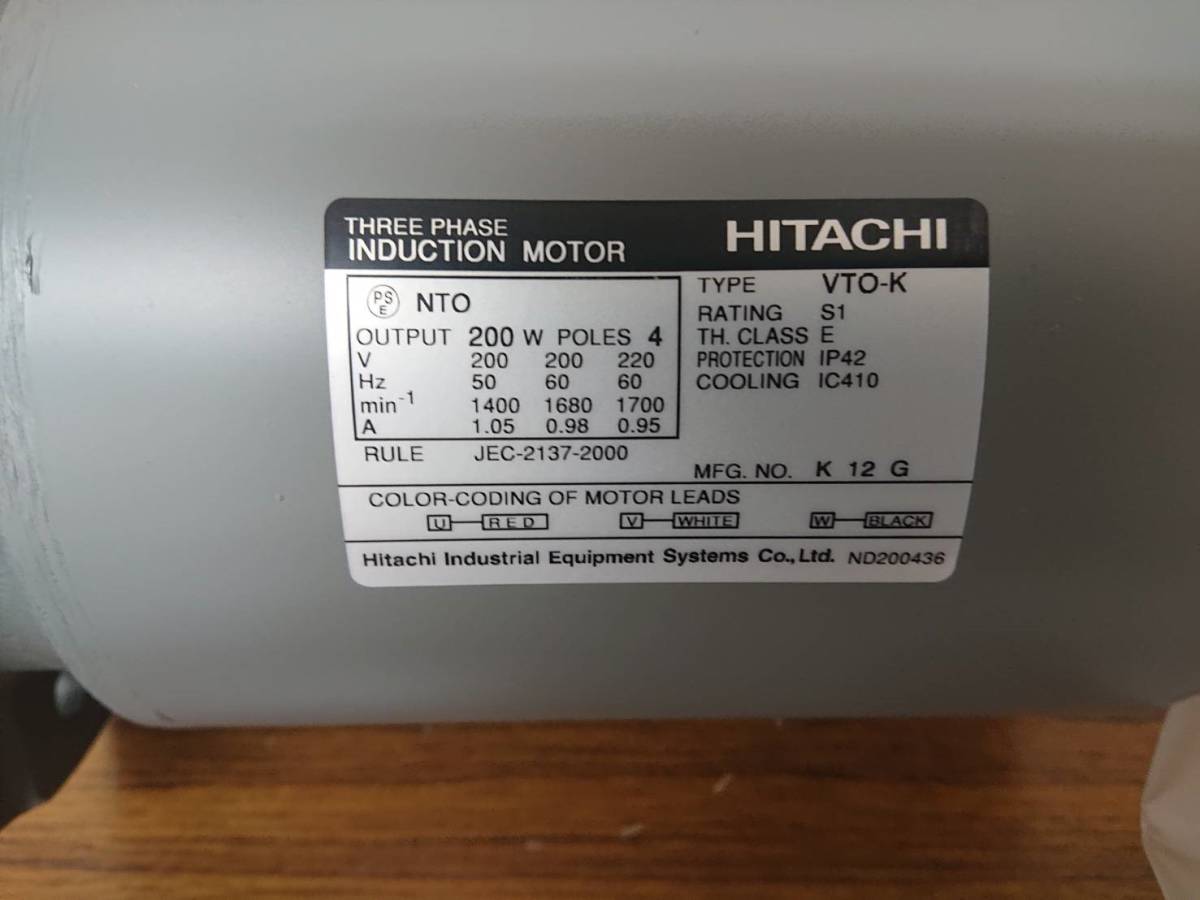 THREE PHASE
INDUCTION MOTOR
HITACHI
PS E NTO
OUTPUT 200 W POLES 4
V 200 200 220
Hz 50 60 60
min-1 1400 1680 1700
A 1.05 0.98 0.95
RULE JEC-2137-2000
TYPE VTO-K
RATING S1
TH. CLASS E
PROTECTION IP42
COOLING IC410
MFG. NO. K 12 G
COLOR-CODING OF MOTOR LEADS
U RED V WHITE W BLACK
Hitachi Industrial Equipment Systems Co., Ltd. ND200436